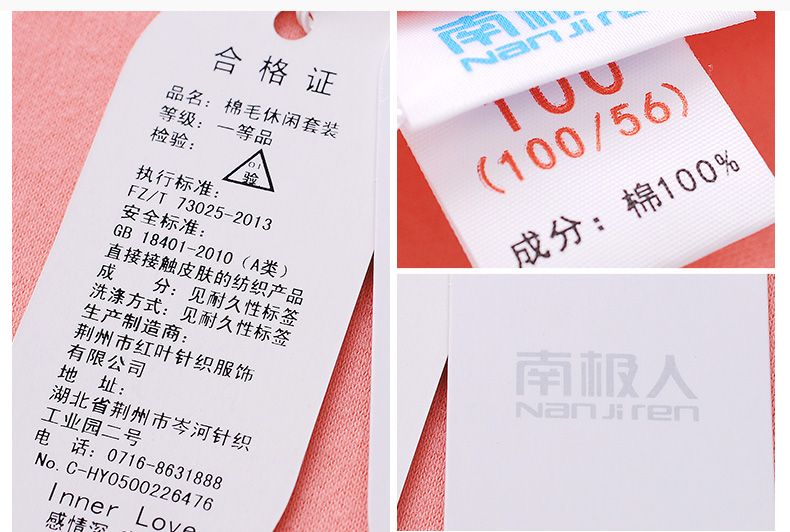 合格证
品名：棉毛休闲套装
等级：一等品
检验：
01
验
执行标准：
FZ/T 73025-2013
安全标准：
GB 18401-2010（A类）
直接接触皮肤的纺织产品
成 分：见耐久性标签
洗涤方式：见耐久性标签
生产制造商：
荆州市红叶针织服饰
有限公司
地 址：
湖北省荆州市岑河针织
工业园二号
电 话：0716-8631888
No. C-HY0500226476
Inner Love
感情深
南极人
NanJiren
100
(100/56)
成分：棉100%
南极人
NanJiren